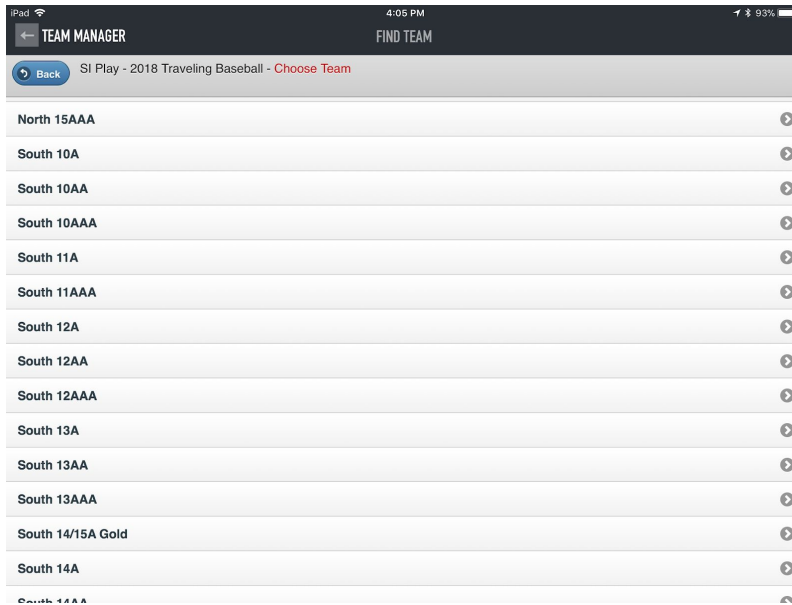 iPad 4:05 PM 93%
TEAM MANAGER FIND TEAM
Back SI Play - 2018 Traveling Baseball - Choose Team
North 15AAA
South 10A
South 10AA
South 10AAA
South 11A
South 11AAA
South 12A
South 12AA
South 12AAA
South 13A
South 13AA
South 13AAA
South 14/15A Gold
South 14A
South 14AA